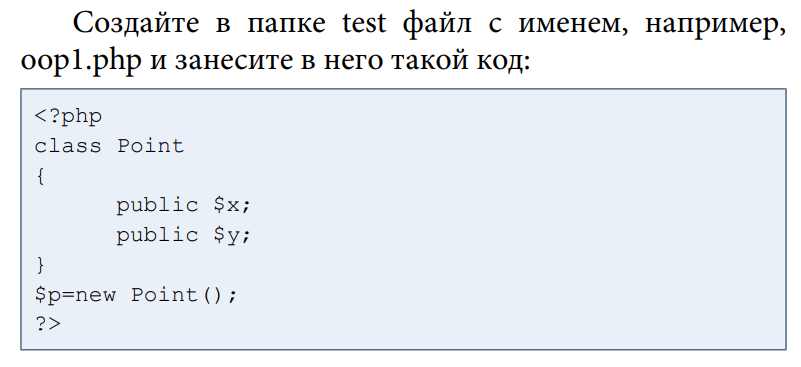 Создайте в папке test файл с именем, например,
oop1.php и занесите в него такой код:
<?php
class Point
{
public $x;
public $y;
}
$p=new Point();
?>